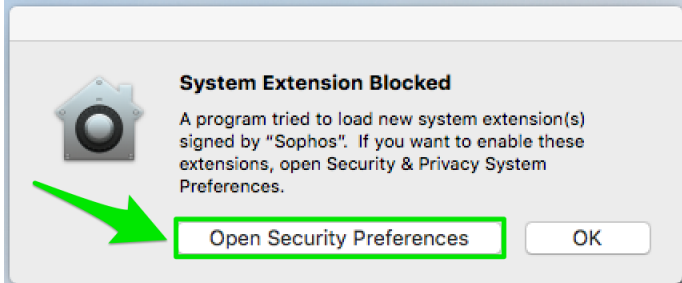 System Extension Blocked
A program tried to load new system extension(s)
signed by “Sophos”.  If you want to enable these
extensions, open Security & Privacy System
Preferences.
Open Security Preferences
OK